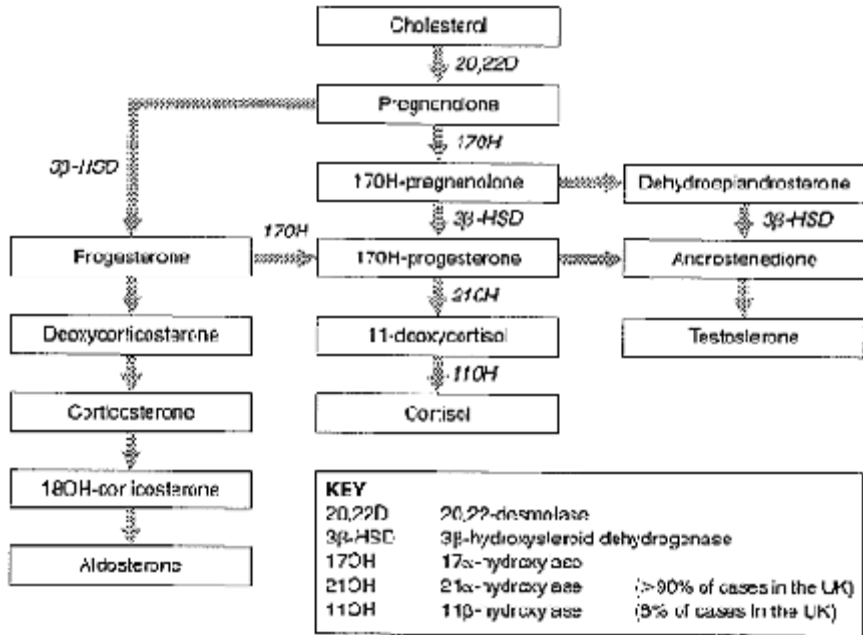 Cholesterol
20,22D
Pregnenolone
17OH
3β-HSD
17OH-pregnenolone
Dehydroepiandrosterone
3β-HSD
3β-HSD
17OH
Progesterone
17OH-progesterone
Androstenedione
21OH
Deoxycorticosterone
11-deoxycortisol
Testosterone
11OH
Corticosterone
Cortisol
18OH-corticosterone
Aldosterone
KEY
20,22D 20,22-desmolase
3β-HSD 3β-hydroxysteroid dehydrogenase
17OH 17α-hydroxylase
21OH 21α-hydroxylase (>90% of cases in the UK)
11OH 11β-hydroxylase (5% of cases in the UK)